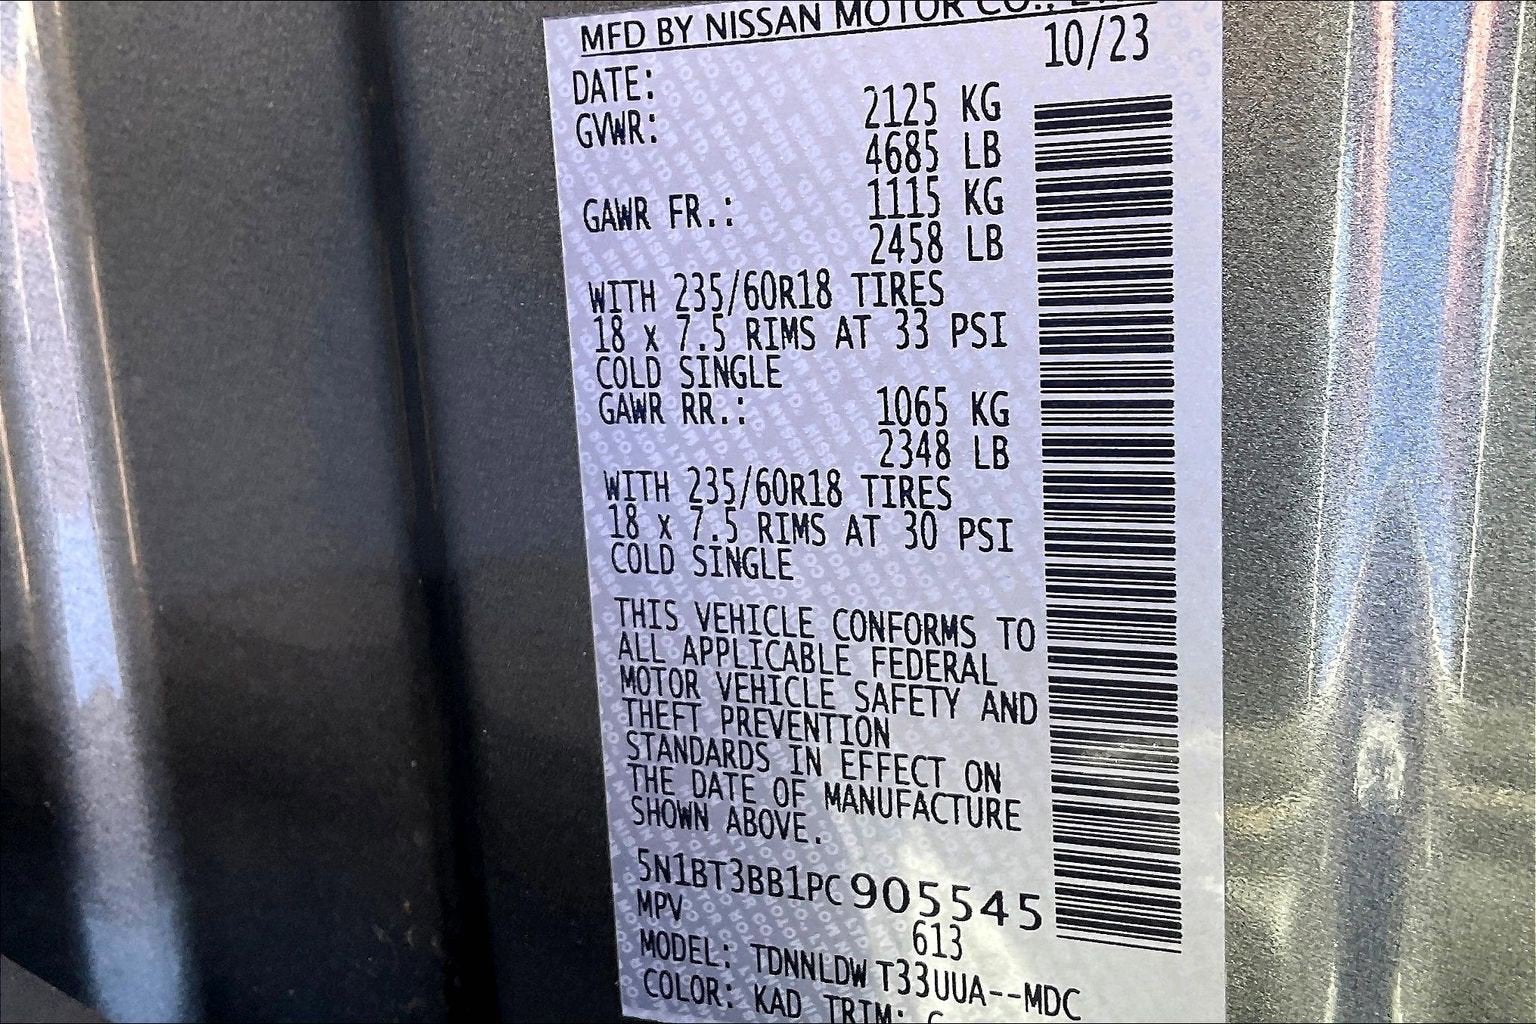 MFD BY NISSAN MOTOR CO.,
DATE: 10/23
GVWR: 2125 KG
4685 LB
GAWR FR.: 1115 KG
2458 LB
WITH 235/60R18 TIRES
18 x 7.5 RIMS AT 33 PSI
COLD SINGLE
GAWR RR.: 1065 KG
2348 LB
WITH 235/60R18 TIRES
18 x 7.5 RIMS AT 30 PSI
COLD SINGLE
THIS VEHICLE CONFORMS TO
ALL APPLICABLE FEDERAL
MOTOR VEHICLE SAFETY AND
THEFT PREVENTION
STANDARDS IN EFFECT ON
THE DATE OF MANUFACTURE
SHOWN ABOVE.
5N1BT3BB1PC905545
MPV 613
MODEL: TDNNLDW T33UUA--MDC
COLOR: KAD TRIM: